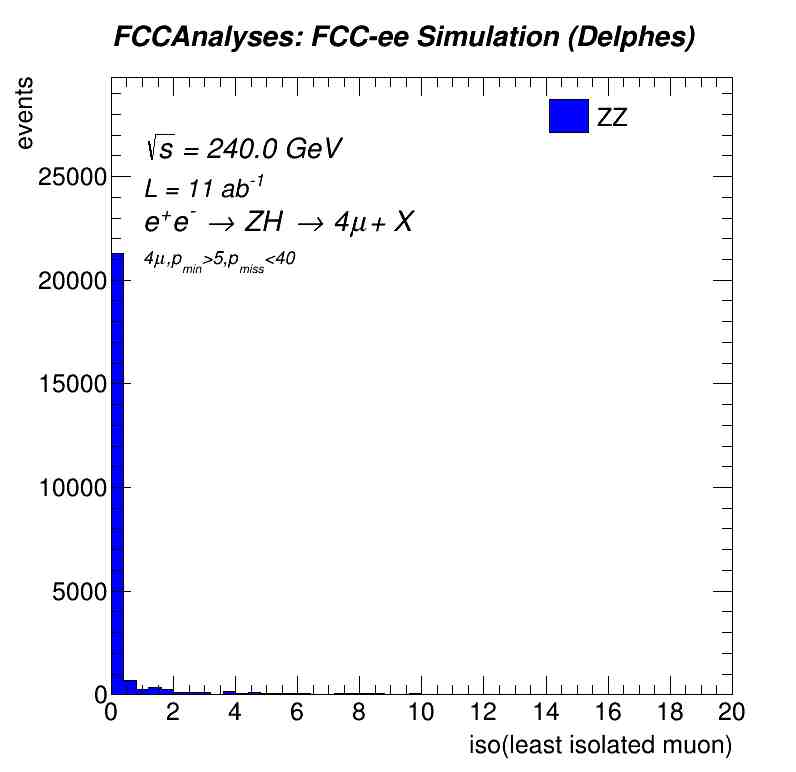 FCCAnalyses: FCC-ee Simulation (Delphes)
events
ZZ
√s = 240.0 GeV
L = 11 ab⁻¹
e⁺e⁻ → ZH → 4μ + X
4μ,p_min>5,p_miss<40
25000
20000
15000
10000
5000
0
0 2 4 6 8 10 12 14 16 18 20
iso(least isolated muon)